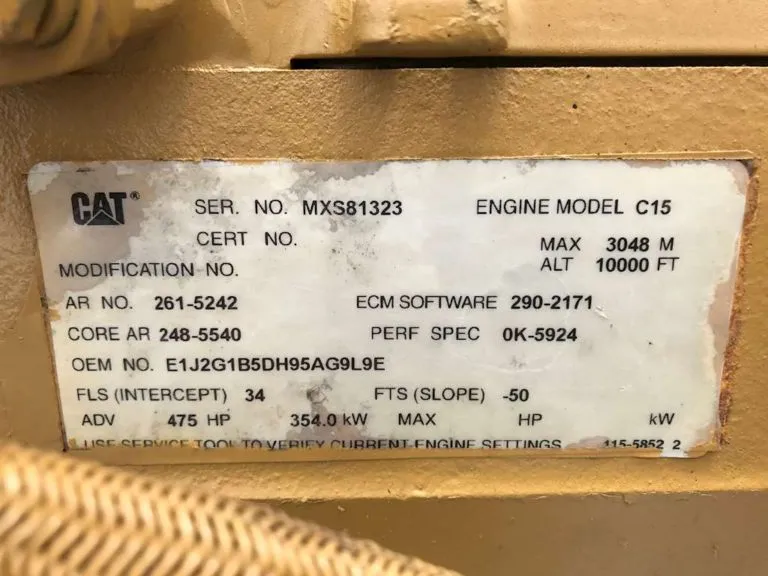 CAT® SER. NO. MXS81323 ENGINE MODEL C15
CERT NO. MAX 3048 M
MODIFICATION NO. ALT 10000 FT
AR NO. 261-5242 ECM SOFTWARE 290-2171
CORE AR 248-5540 PERF SPEC 0K-5924
OEM NO. E1J2G1B5DH95AG9L9E
FLS (INTERCEPT) 34 FTS (SLOPE) -50
ADV 475 HP 354.0 kW MAX HP kW
USE SERVICE TOOL TO VERIFY CURRENT ENGINE SETTINGS 115-5852 2